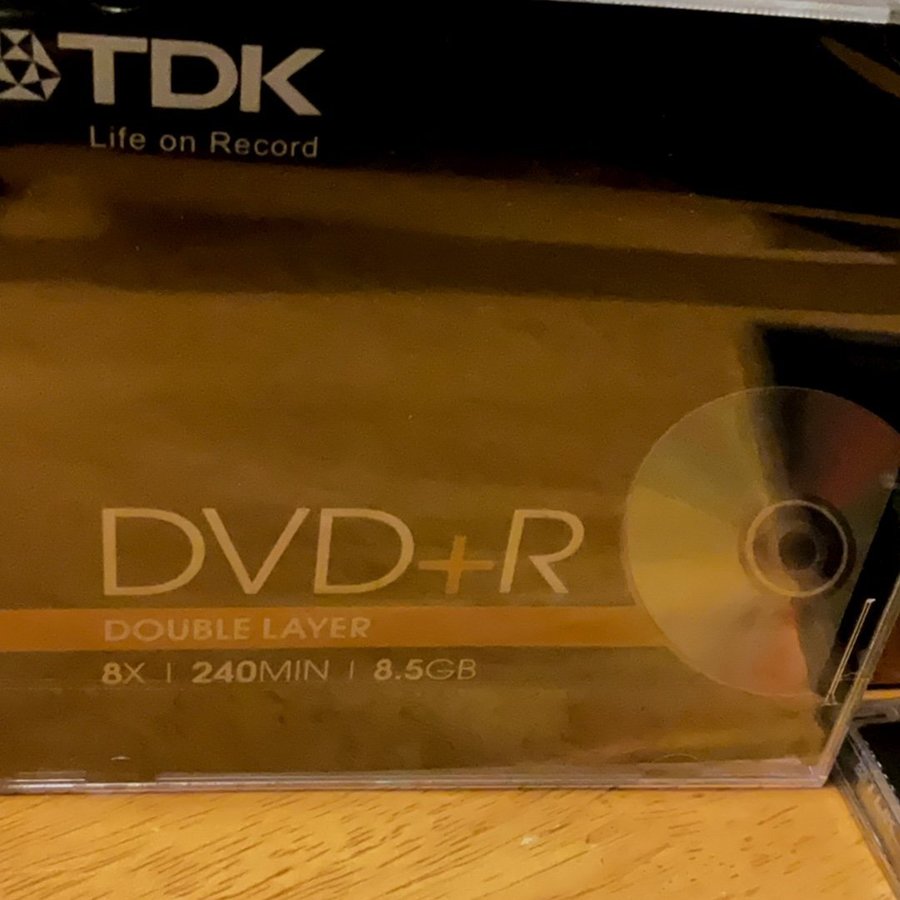 TDK
Life on Record
DVD+R
DOUBLE LAYER
8X | 240MIN | 8.5GB